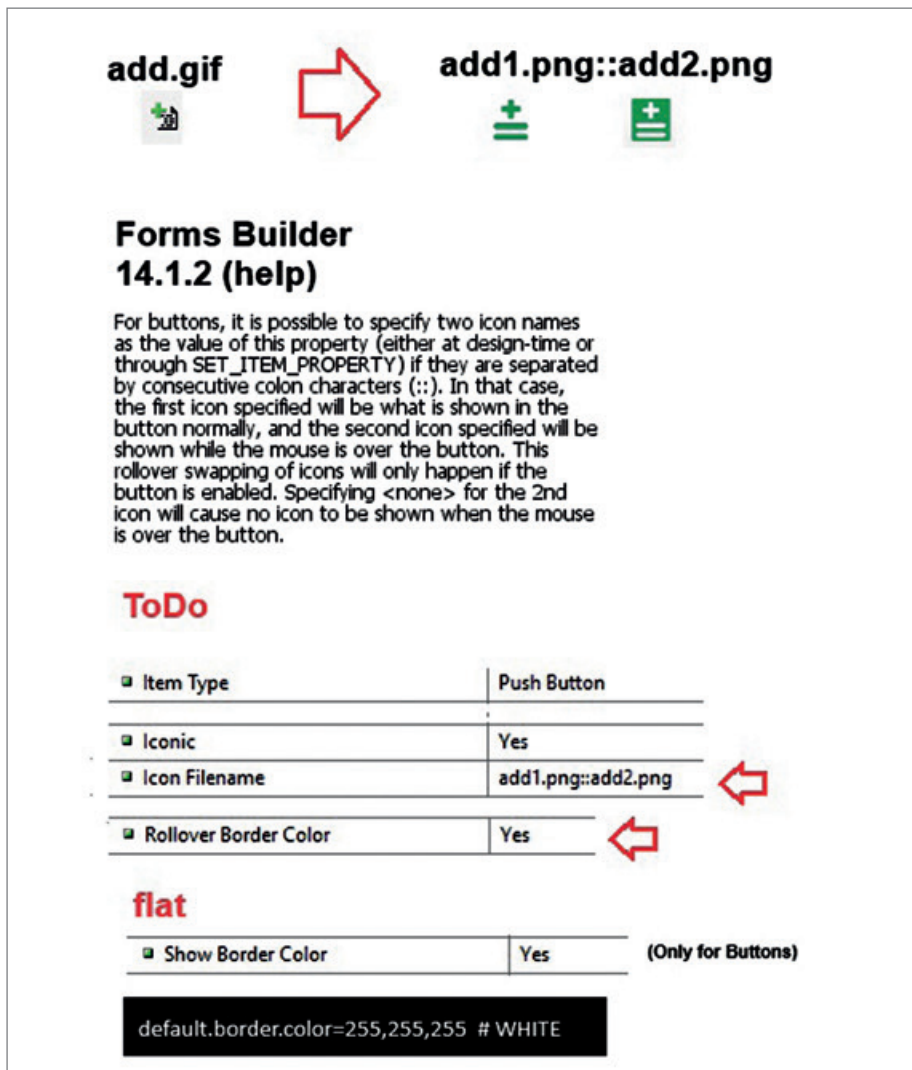 add.gif
add1.png::add2.png
Forms Builder
14.1.2 (help)
For buttons, it is possible to specify two icon names
as the value of this property (either at design-time or
through SET_ITEM_PROPERTY) if they are separated
by consecutive colon characters (::). In that case,
the first icon specified will be what is shown in the
button normally, and the second icon specified will be
shown while the mouse is over the button. This
rollover swapping of icons will only happen if the
button is enabled. Specifying <none> for the 2nd
icon will cause no icon to be shown when the mouse
is over the button.
ToDo
Item Type Push Button
Iconic Yes
Icon Filename add1.png::add2.png
Rollover Border Color Yes
flat
Show Border Color Yes (Only for Buttons)
default.border.color=255,255,255 # WHITE